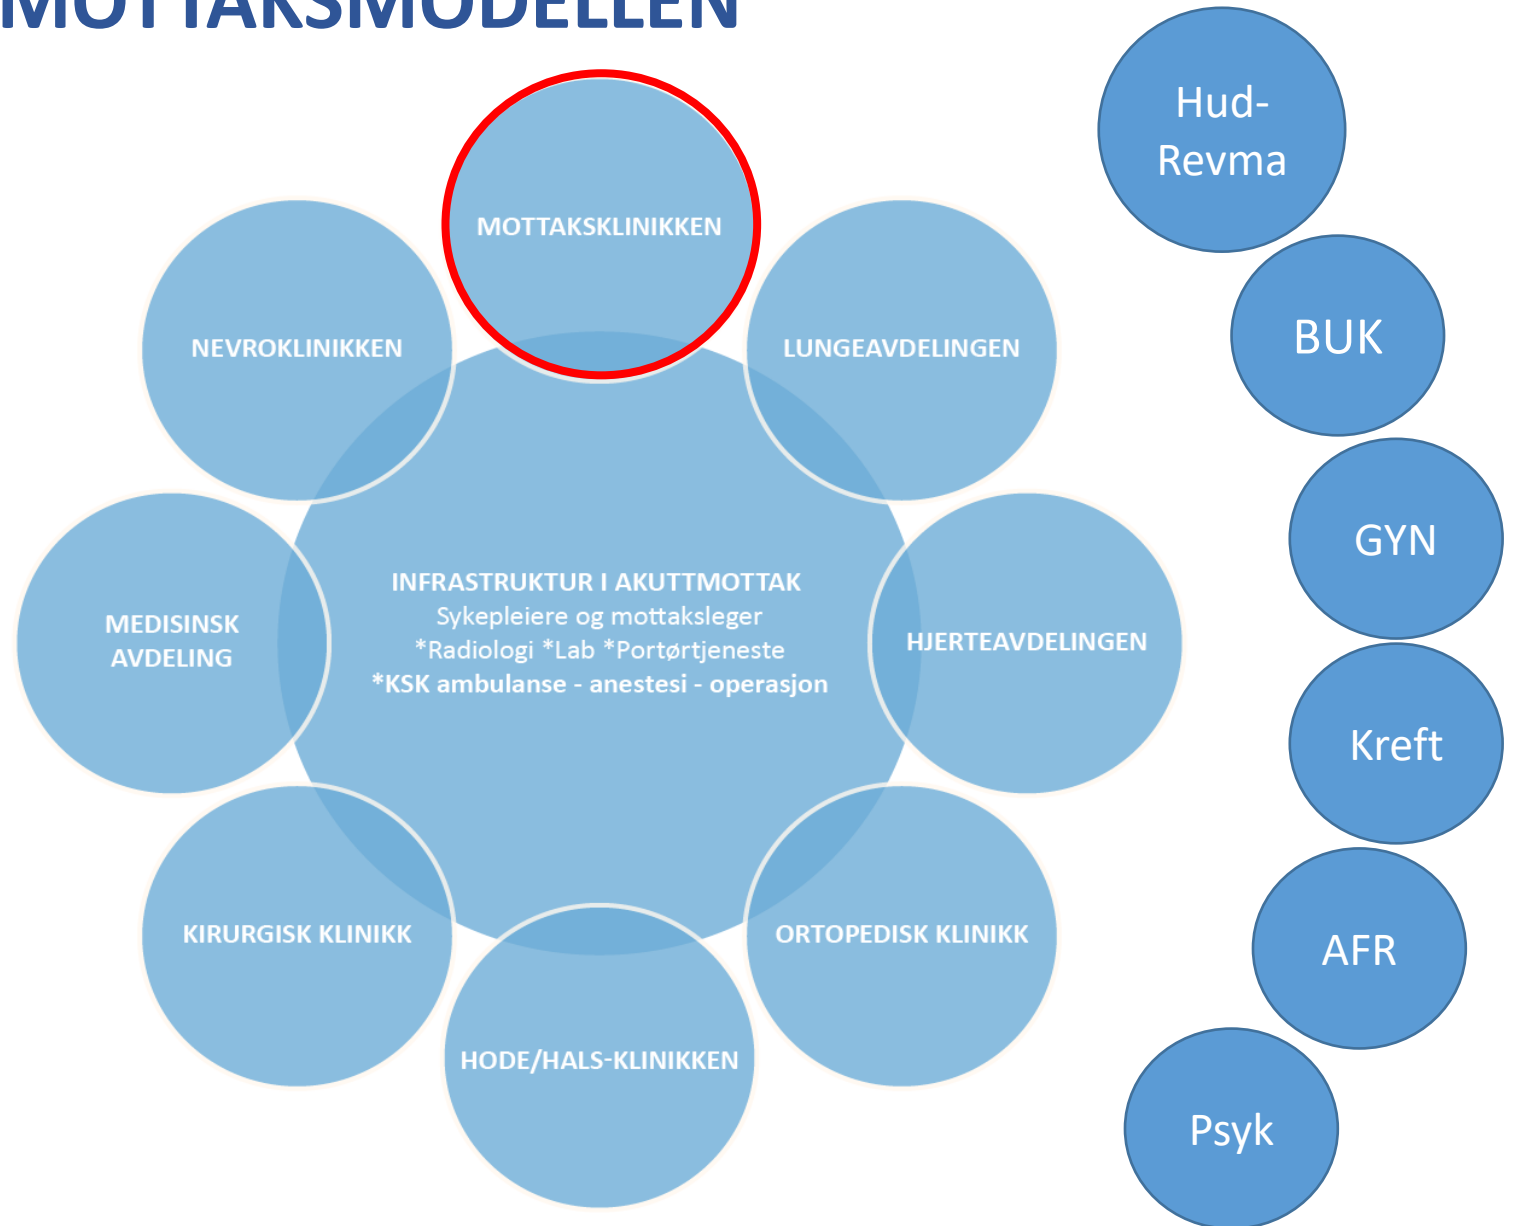 MOTTAKSMODELLEN
MOTTAKSKLINIKKEN
NEVROKLINIKKEN
LUNGEAVDELINGEN
MEDISINSK
AVDELING
INFRASTRUKTUR I AKUTTMOTTAK
Sykepleiere og mottaksleger
*Radiologi *Lab *Portørtjeneste
*KSK ambulanse - anestesi - operasjon
HJERTEAVDELINGEN
KIRURGISK KLINIKK
ORTOPEDISK KLINIKK
HODE/HALS-KLINIKKEN
Hud-
Revma
BUK
GYN
Kreft
AFR
Psyk